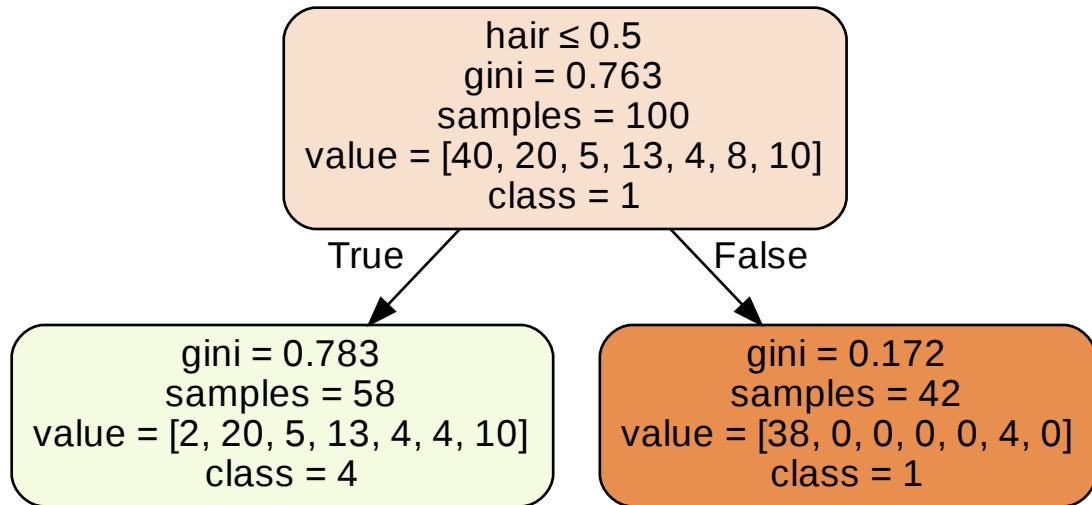 hair ≤ 0.5
gini = 0.763
samples = 100
value = [40, 20, 5, 13, 4, 8, 10]
class = 1
True
False
gini = 0.783
samples = 58
value = [2, 20, 5, 13, 4, 4, 10]
class = 4
gini = 0.172
samples = 42
value = [38, 0, 0, 0, 0, 4, 0]
class = 1